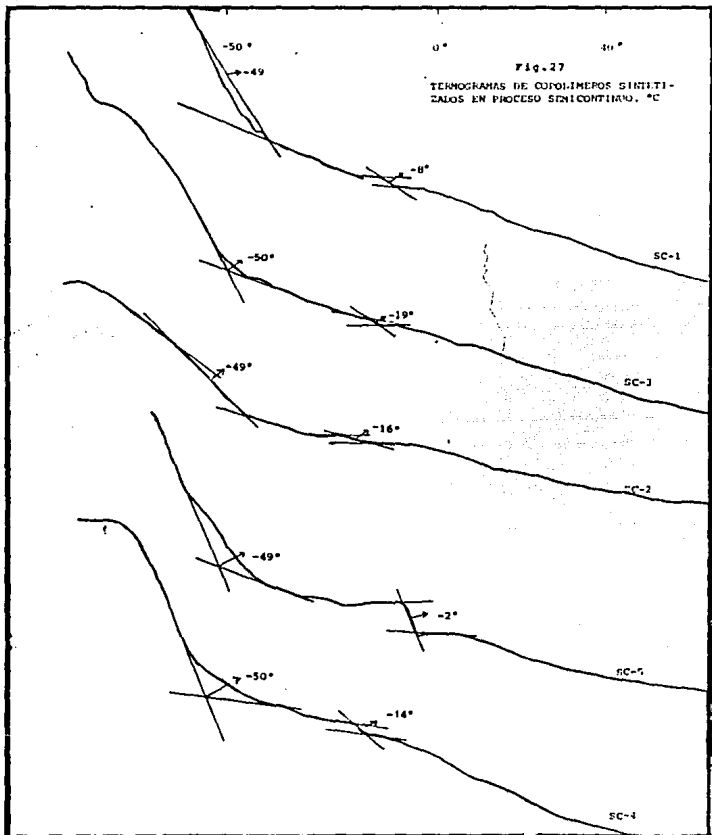 -50° 0° 40°
-49
Fig.27
TERMOGRAMAS DE COPOLIMEROS SINTETI-
ZADOS EN PROCESO SEMICONTINUO, °C
-8°
SC-1
-50°
-19°
SC-3
-49°
-16°
SC-2
-49°
-2°
SC-5
-50°
-14°
SC-4